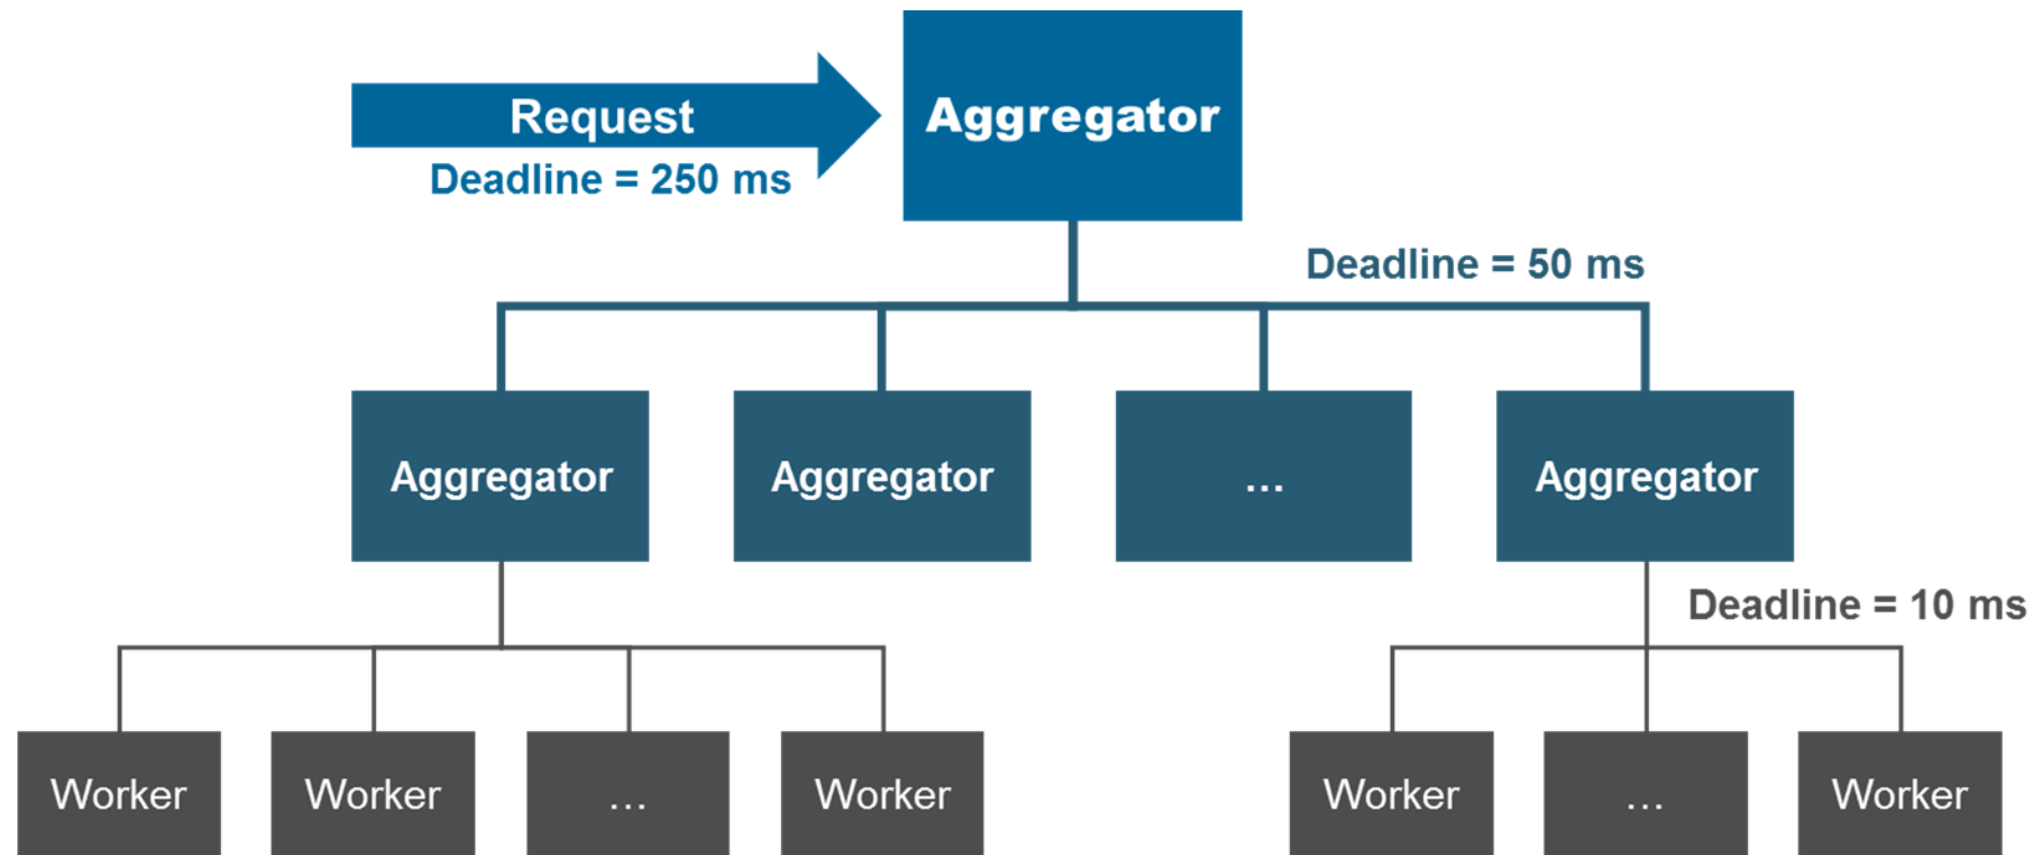 Request
Aggregator
Deadline = 250 ms
Deadline = 50 ms
Aggregator
Aggregator
...
Aggregator
Deadline = 10 ms
Worker
Worker
...
Worker
Worker
...
Worker